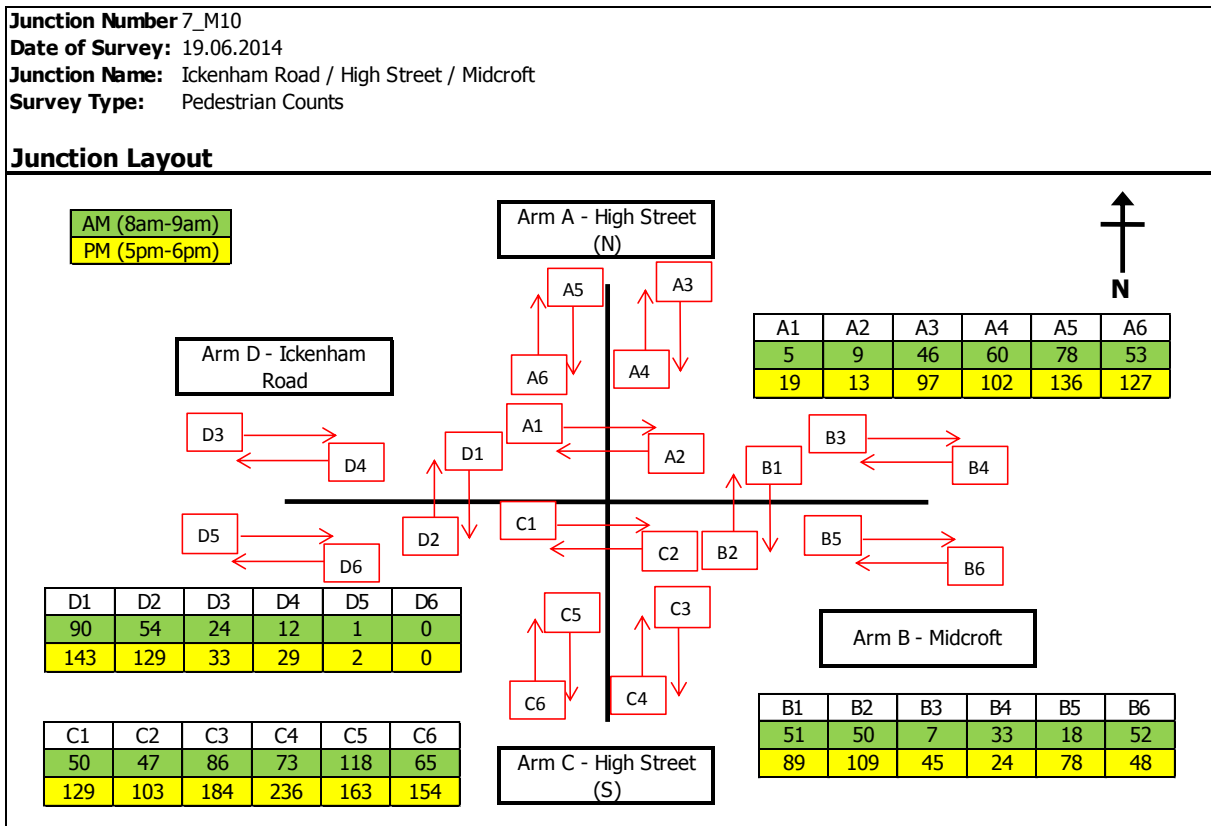 Junction Number 7_M10
Date of Survey: 19.06.2014
Junction Name: Ickenham Road / High Street / Midcroft
Survey Type: Pedestrian Counts
Junction Layout
AM (8am-9am)
PM (5pm-6pm)
Arm A - High Street
(N)
N
A5
A3
A6
A4
A1 A2 A3 A4 A5 A6
5 9 46 60 78 53
19 13 97 102 136 127
Arm D - Ickenham
Road
D3
D4
D1
A1
A2
B1
B3
B4
D5
D6
D2
C1
C2
B2
B5
B6
D1 D2 D3 D4 D5 D6
90 54 24 12 1 0
143 129 33 29 2 0
C5
C3
C6
C4
Arm B - Midcroft
C1 C2 C3 C4 C5 C6
50 47 86 73 118 65
129 103 184 236 163 154
Arm C - High Street
(S)
B1 B2 B3 B4 B5 B6
51 50 7 33 18 52
89 109 45 24 78 48